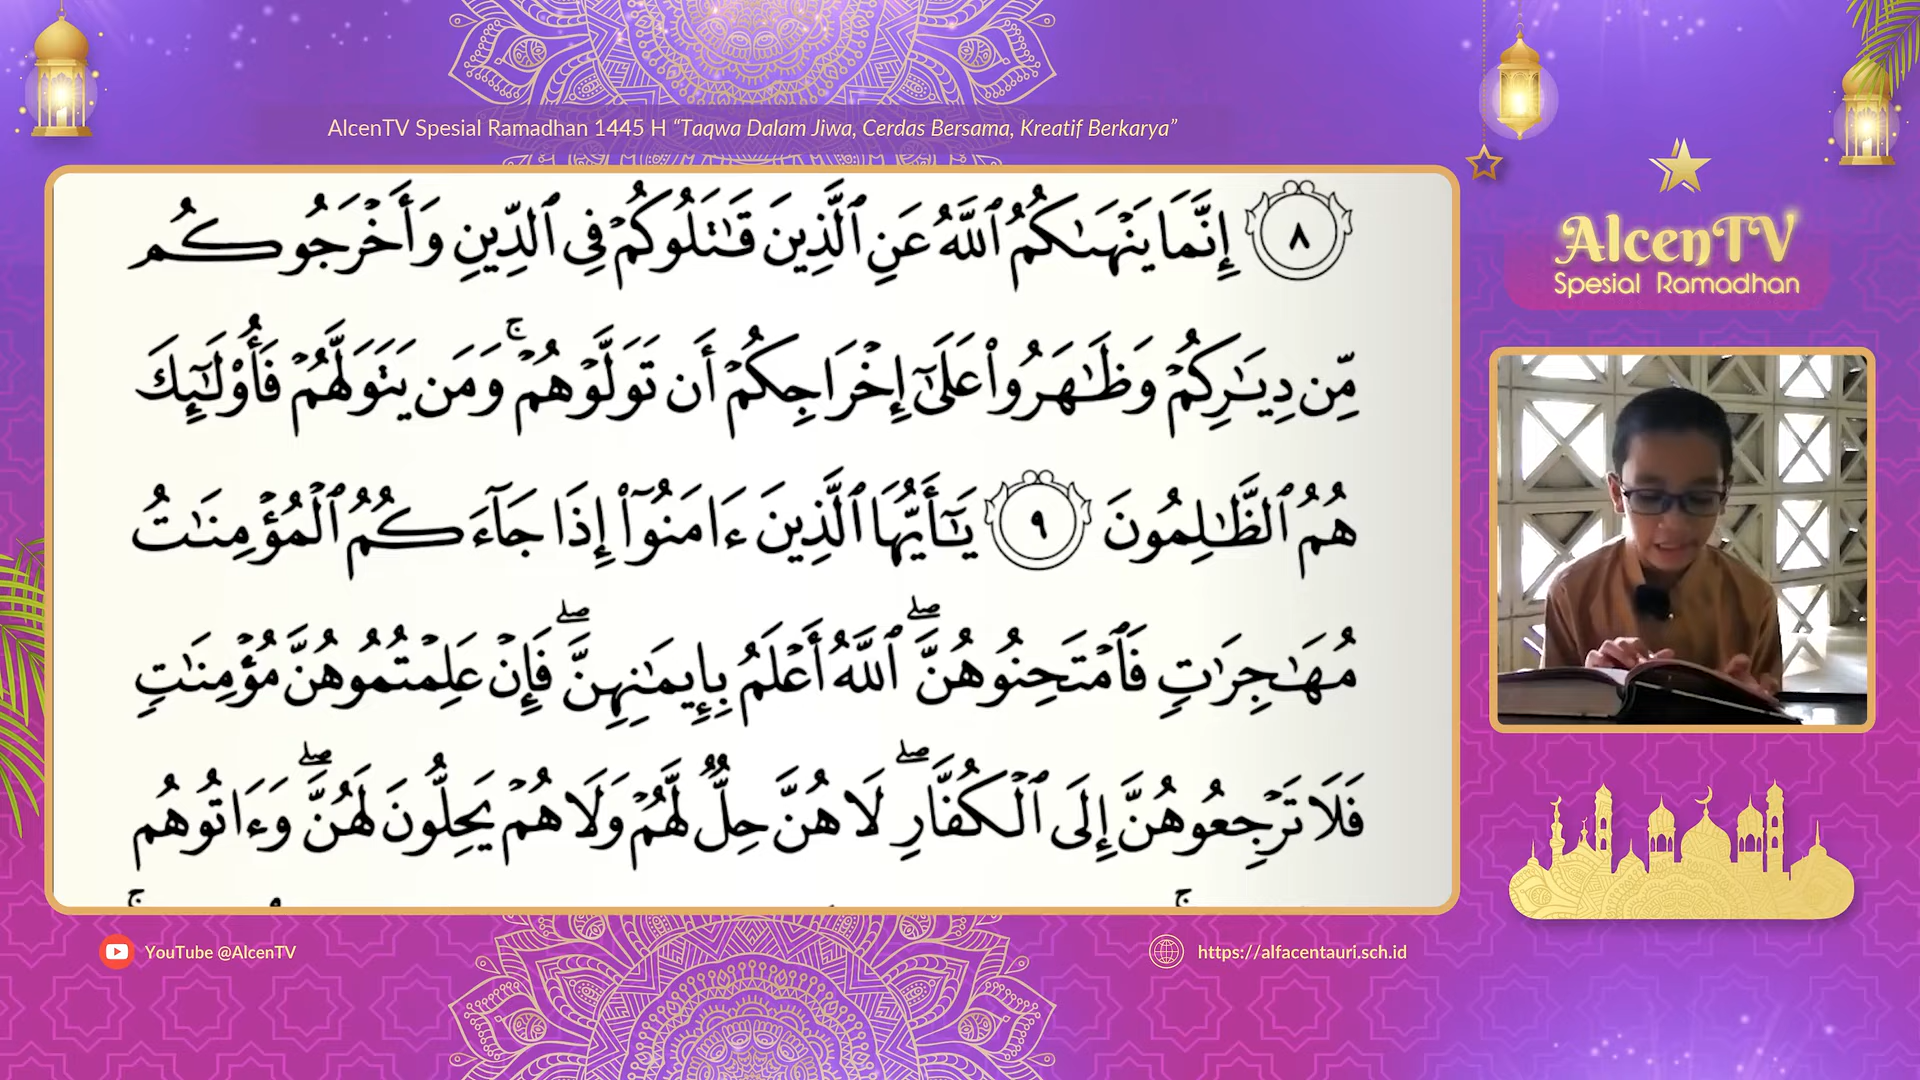 AlcenTV Spesial Ramadhan 1445 H “Taqwa Dalam Jiwa, Cerdas Bersama, Kreatif Berkarya”
٨ إِنَّمَا يَنْهَىٰكُمُ ٱللَّهُ عَنِ ٱلَّذِينَ قَٰتَلُوكُمْ فِى ٱلدِّينِ وَأَخْرَجُوكُم
مِّن دِيَٰرِكُمْ وَظَٰهَرُوا۟ عَلَىٰٓ إِخْرَاجِكُمْ أَن تَوَلَّوْهُمْ ۚ وَمَن يَتَوَلَّهُمْ فَأُو۟لَٰٓئِكَ
هُمُ ٱلظَّٰلِمُونَ ٩ يَٰٓأَيُّهَا ٱلَّذِينَ ءَامَنُوٓا۟ إِذَا جَآءَكُمُ ٱلْمُؤْمِنَٰتُ
مُهَٰجِرَٰتٍ فَٱمْتَحِنُوهُنَّ ۖ ٱللَّهُ أَعْلَمُ بِإِيمَٰنِهِنَّ ۖ فَإِنْ عَلِمْتُمُوهُنَّ مُؤْمِنَٰتٍ
فَلَا تَرْجِعُوهُنَّ إِلَى ٱلْكُفَّارِ ۖ لَا هُنَّ حِلٌّ لَّهُمْ وَلَا هُمْ يَحِلُّونَ لَهُنَّ ۖ وَءَاتُوهُم
AlcenTV
Spesial Ramadhan
YouTube @AlcenTV
https://alfacentauri.sch.id